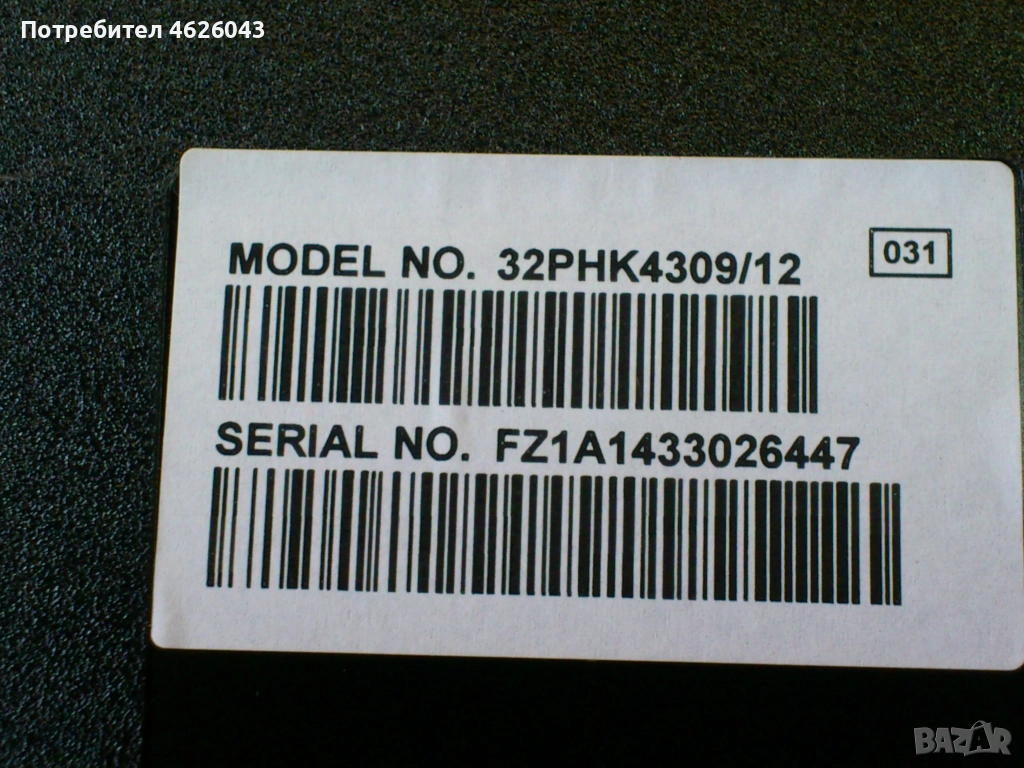 Потребител 4626043
MODEL NO. 32PHK4309/12
031
SERIAL NO. FZ1A1433026447
BAZAR